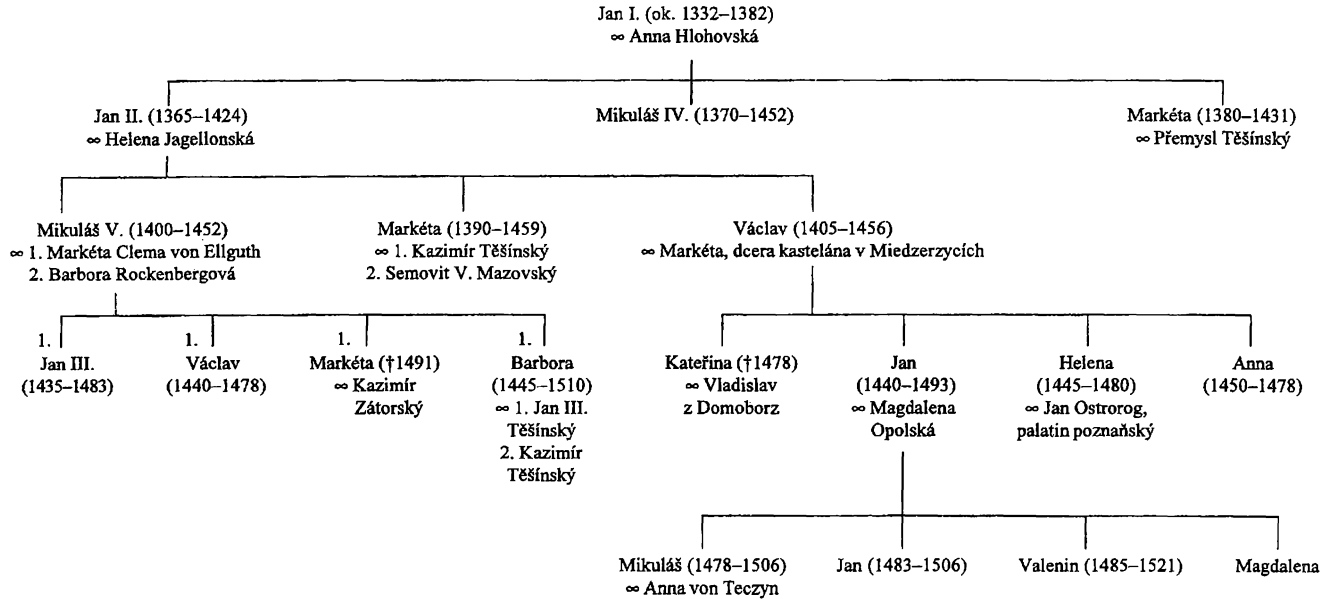 Jan I. (ok. 1332–1382)
∞ Anna Hlohovská
Jan II. (1365–1424)
∞ Helena Jagellonská
Mikuláš IV. (1370–1452)
Markéta (1380–1431)
∞ Přemysl Těšínský
Mikuláš V. (1400–1452)
∞ 1. Markéta Clema von Ellguth
2. Barbora Rockenbergová
Markéta (1390–1459)
∞ 1. Kazimír Těšínský
2. Semovit V. Mazovský
Václav (1405–1456)
∞ Markéta, dcera kastelána v Miedzerzycích
1.
Jan III.
(1435–1483)
1.
Václav
(1440–1478)
1.
Markéta (†1491)
∞ Kazimír
Zátorský
1.
Barbora
(1445–1510)
∞ 1. Jan III.
Těšínský
2. Kazimír
Těšínský
Kateřina (†1478)
∞ Vladislav
z Domoborz
Jan
(1440–1493)
∞ Magdalena
Opolská
Helena
(1445–1480)
∞ Jan Ostrorog,
palatin poznaňský
Anna
(1450–1478)
Mikuláš (1478–1506)
∞ Anna von Teczyn
Jan (1483–1506)
Valenin (1485–1521)
Magdalena